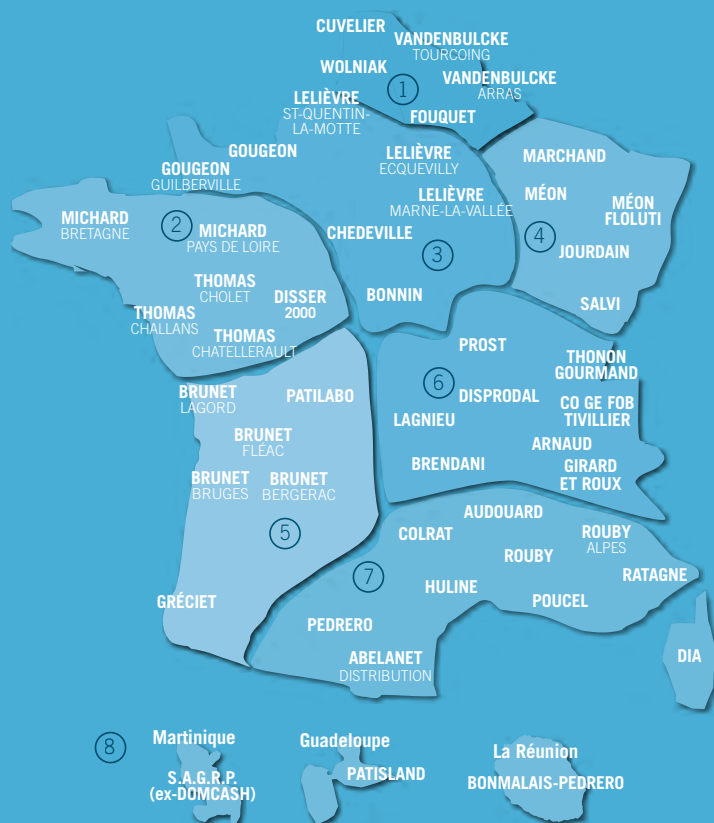 CUVELIER
VANDENBULCKE
TOURCOING
WOLNIAK
VANDENBULCKE
ARRAS
1
LELIÈVRE
ST-QUENTIN-
LA-MOTTE
FOUQUET
GOUGEON
GOUGEON
GUILBERVILLE
LELIÈVRE
ECQUEVILLY
LELIÈVRE
MARNE-LA-VALLÉE
CHEDEVILLE
3
BONNIN
MARCHAND
MÉON
MÉON
FLOLUTI
4
JOURDAIN
SALVI
MICHARD
BRETAGNE
2
MICHARD
PAYS DE LOIRE
THOMAS
CHOLET
DISSER
2000
THOMAS
CHALLANS
THOMAS
CHATELLERAULT
PROST
THONON
GOURMAND
6
DISPRODAL
CO GE FOB
TIVILLIER
LAGNIEU
ARNAUD
BRENDANI
GIRARD
ET ROUX
BRUNET
LAGORD
PATILABO
BRUNET
FLÉAC
BRUNET
BRUGES
BRUNET
BERGERAC
5
GRÉCIET
AUDOUARD
COLRAT
ROUBY
ALPES
ROUBY
7
HULINE
RATAGNE
POUCEL
PEDRERO
ABELANET
DISTRIBUTION
DIA
8
Martinique
S.A.G.R.P.
(ex-DOMCASH)
Guadeloupe
PATISLAND
La Réunion
BONMALAIS-PEDRERO